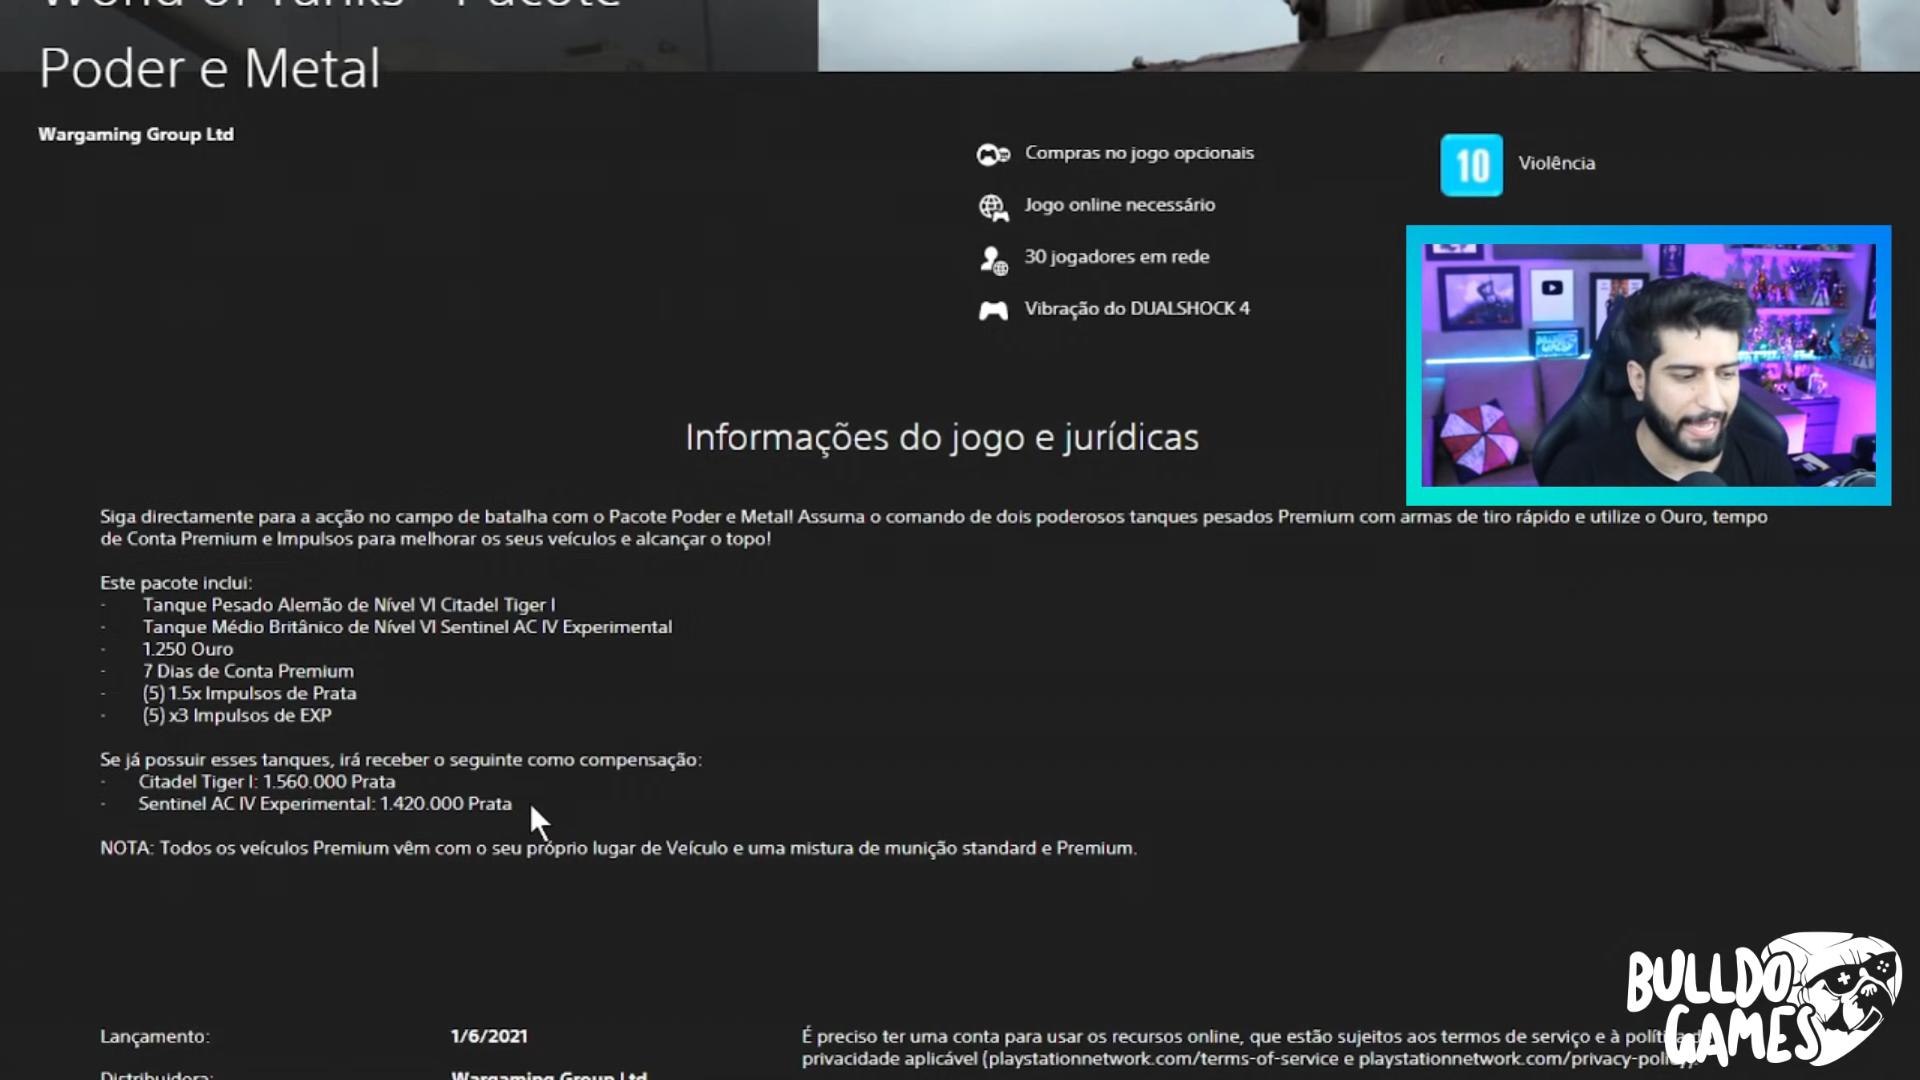 World of Tanks - Pacote
Poder e Metal
Wargaming Group Ltd
Compras no jogo opcionais
Jogo online necessário
30 jogadores em rede
Vibração do DUALSHOCK 4
10
Violência
Informações do jogo e jurídicas
Siga directamente para a acção no campo de batalha com o Pacote Poder e Metal! Assuma o comando de dois poderosos tanques pesados Premium com armas de tiro rápido e utilize o Ouro, tempo
de Conta Premium e Impulsos para melhorar os seus veículos e alcançar o topo!
Este pacote inclui:
- Tanque Pesado Alemão de Nível VI Citadel Tiger I
- Tanque Médio Britânico de Nível VI Sentinel AC IV Experimental
- 1.250 Ouro
- 7 Dias de Conta Premium
- (5) 1.5x Impulsos de Prata
- (5) x3 Impulsos de EXP
Se já possuir esses tanques, irá receber o seguinte como compensação:
- Citadel Tiger I: 1.560.000 Prata
- Sentinel AC IV Experimental: 1.420.000 Prata
NOTA: Todos os veículos Premium vêm com o seu próprio lugar de Veículo e uma mistura de munição standard e Premium.
Lançamento:
1/6/2021
É preciso ter uma conta para usar os recursos online, que estão sujeitos aos termos de serviço e à
privacidade aplicável (playstationnetwork.com/terms-of-service e
Distribuidora:
Wargaming Group Ltd
BULLDO
GAMES